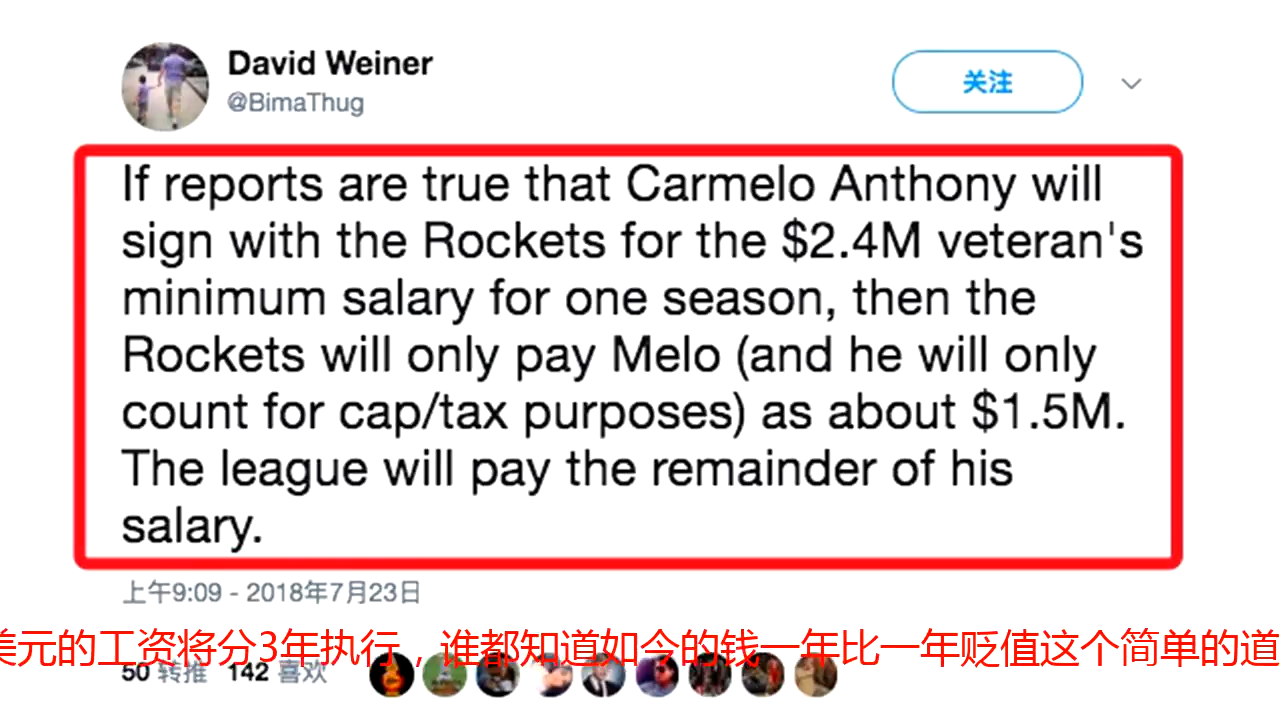 David Weiner
@BimaThug
关注
If reports are true that Carmelo Anthony will
sign with the Rockets for the $2.4M veteran's
minimum salary for one season, then the
Rockets will only pay Melo (and he will only
count for cap/tax purposes) as about $1.5M.
The league will pay the remainder of his
salary.
上午9:09 - 2018年7月23日
美元的工资将分3年执行，谁都知道如今的钱一年比一年贬值这个简单的道
50 转推 142 喜欢